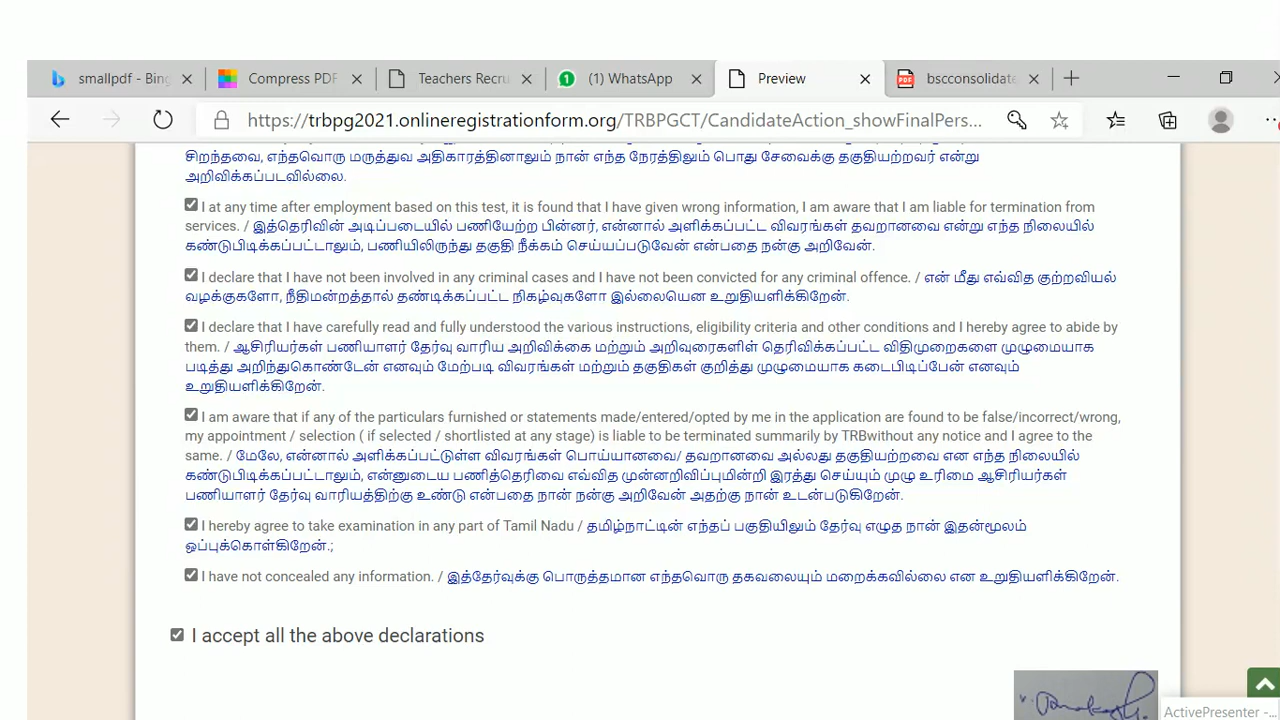 smallpdf - Bing
Compress PDF
Teachers Recru
(1) WhatsApp
Preview
bscconsolidate
https://trbpg2021.onlineregistrationform.org/TRBPGCT/CandidateAction_showFinalPers...
சிறந்தவை, எந்தவொரு மருத்துவ அதிகாரத்தினாலும் நான் எந்த நேரத்திலும் பொது சேவைக்கு தகுதியற்றவர் என்று
அறிவிக்கப்படவில்லை.
I at any time after employment based on this test, it is found that I have given wrong information, I am aware that I am liable for termination from
services. / இத்தெரிவின் அடிப்படையில் பணியேற்ற பின்னர், என்னால் அளிக்கப்பட்ட விவரங்கள் தவறானவை என்று எந்த நிலையில்
கண்டுபிடிக்கப்பட்டாலும், பணியிலிருந்து தகுதி நீக்கம் செய்யப்படுவேன் என்பதை நன்கு அறிவேன்.
I declare that I have not been involved in any criminal cases and I have not been convicted for any criminal offence. / என் மீது எவ்வித குற்றவியல்
வழக்குகளோ, நீதிமன்றத்தால் தண்டிக்கப்பட்ட நிகழ்வுகளோ இல்லையென உறுதியளிக்கிறேன்.
I declare that I have carefully read and fully understood the various instructions, eligibility criteria and other conditions and I hereby agree to abide by
them. / ஆசிரியர்கள் பணியாளர் தேர்வு வாரிய அறிவிக்கை மற்றும் அறிவுரைகளிள் தெரிவிக்கப்பட்ட விதிமுறைகளை முழுமையாக
படித்து அறிந்துகொண்டேன் எனவும் மேற்படி விவரங்கள் மற்றும் தகுதிகள் குறித்து முழுமையாக கடைபிடிப்பேன் எனவும்
உறுதியளிக்கிறேன்.
I am aware that if any of the particulars furnished or statements made/entered/opted by me in the application are found to be false/incorrect/wrong,
my appointment / selection ( if selected / shortlisted at any stage) is liable to be terminated summarily by TRBwithout any notice and I agree to the
same. / மேலே, என்னால் அளிக்கப்பட்டுள்ள விவரங்கள் பொய்யானவை/ தவறானவை அல்லது தகுதியற்றவை என எந்த நிலையில்
கண்டுபிடிக்கப்பட்டாலும், என்னுடைய பணித்தெரிவை எவ்வித முன்னறிவிப்புமின்றி இரத்து செய்யும் முழு உரிமை ஆசிரியர்கள்
பணியாளர் தேர்வு வாரியத்திற்கு உண்டு என்பதை நான் நன்கு அறிவேன் அதற்கு நான் உடன்படுகிறேன்.
I hereby agree to take examination in any part of Tamil Nadu / தமிழ்நாட்டின் எந்தப் பகுதியிலும் தேர்வு எழுத நான் இதன்மூலம்
ஒப்புக்கொள்கிறேன்.;
I have not concealed any information. / இத்தேர்வுக்கு பொருத்தமான எந்தவொரு தகவலையும் மறைக்கவில்லை என உறுதியளிக்கிறேன்.
I accept all the above declarations
ActivePresenter -...